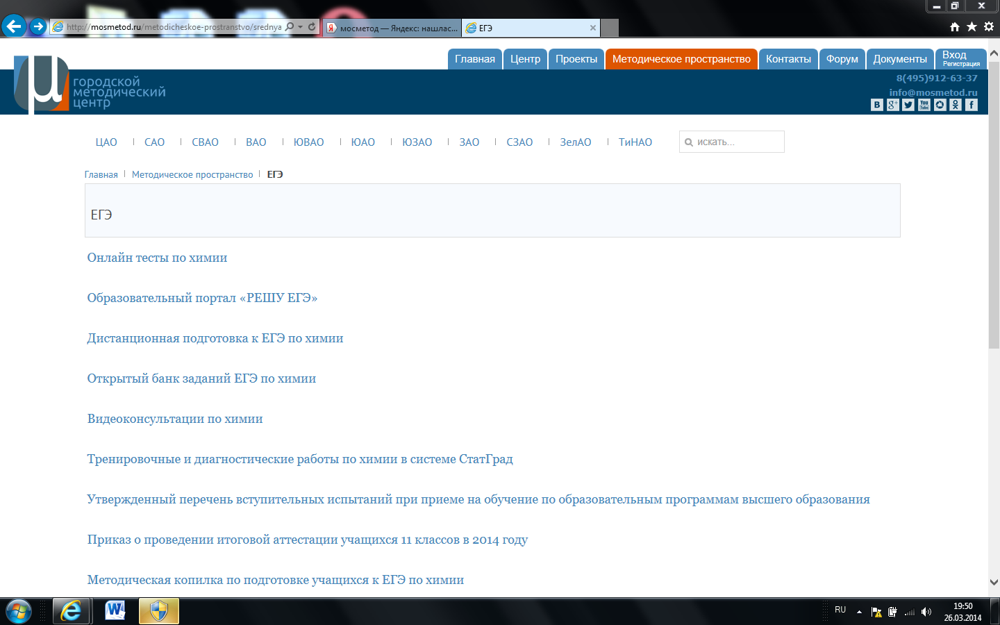 http://mosmetod.ru/metodicheskoe-prostranstvo/srednya
мосметод — Яндекс: нашлас...
ЕГЭ
Главная
Центр
Проекты
Методическое пространство
Контакты
Форум
Документы
Вход
Регистрация
городской
методический
центр
8(495)912-63-37
info@mosmetod.ru
ЦАО
САО
СВАО
ВАО
ЮВАО
ЮАО
ЮЗАО
ЗАО
СЗАО
ЗелАО
ТиНАО
искать...
Главная
Методическое пространство
ЕГЭ
ЕГЭ
Онлайн тесты по химии
Образовательный портал «РЕШУ ЕГЭ»
Дистанционная подготовка к ЕГЭ по химии
Открытый банк заданий ЕГЭ по химии
Видеоконсультации по химии
Тренировочные и диагностические работы по химии в системе СтатГрад
Утвержденный перечень вступительных испытаний при приеме на обучение по образовательным программам высшего образования
Приказ о проведении итоговой аттестации учащихся 11 классов в 2014 году
Методическая копилка по подготовке учащихся к ЕГЭ по химии
RU
19:50
26.03.2014